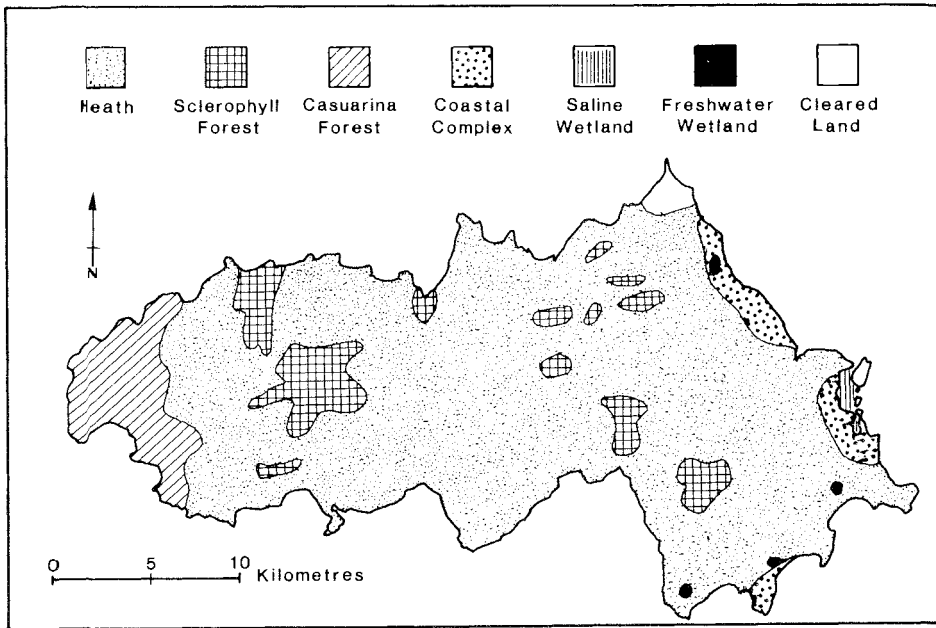 Heath
Sclerophyll
Forest
Casuarina
Forest
Coastal
Complex
Saline
Wetland
Freshwater
Wetland
Cleared
Land
N
0 5 10 Kilometres